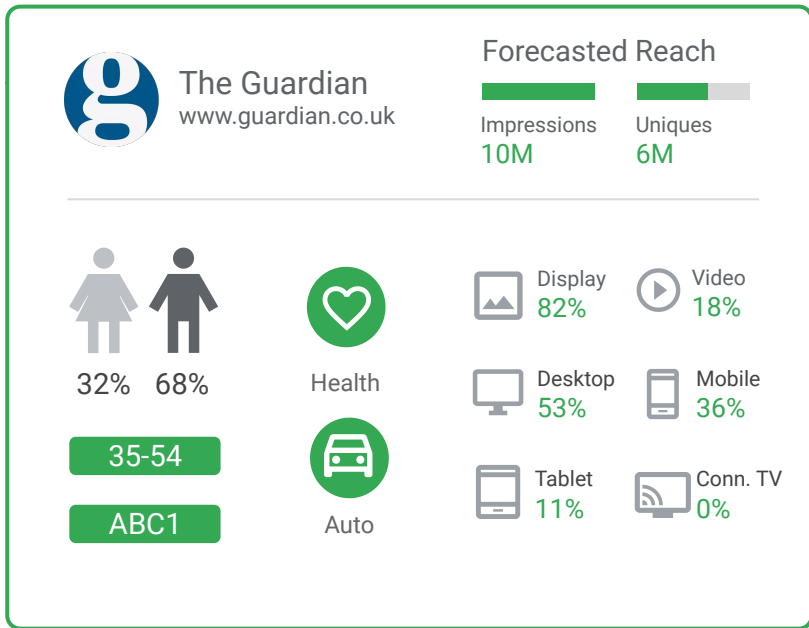 g
The Guardian
www.guardian.co.uk
Forecasted Reach
Impressions
10M
Uniques
6M
32%
68%
35-54
ABC1
Health
Auto
Display
82%
Video
18%
Desktop
53%
Mobile
36%
Tablet
11%
Conn. TV
0%